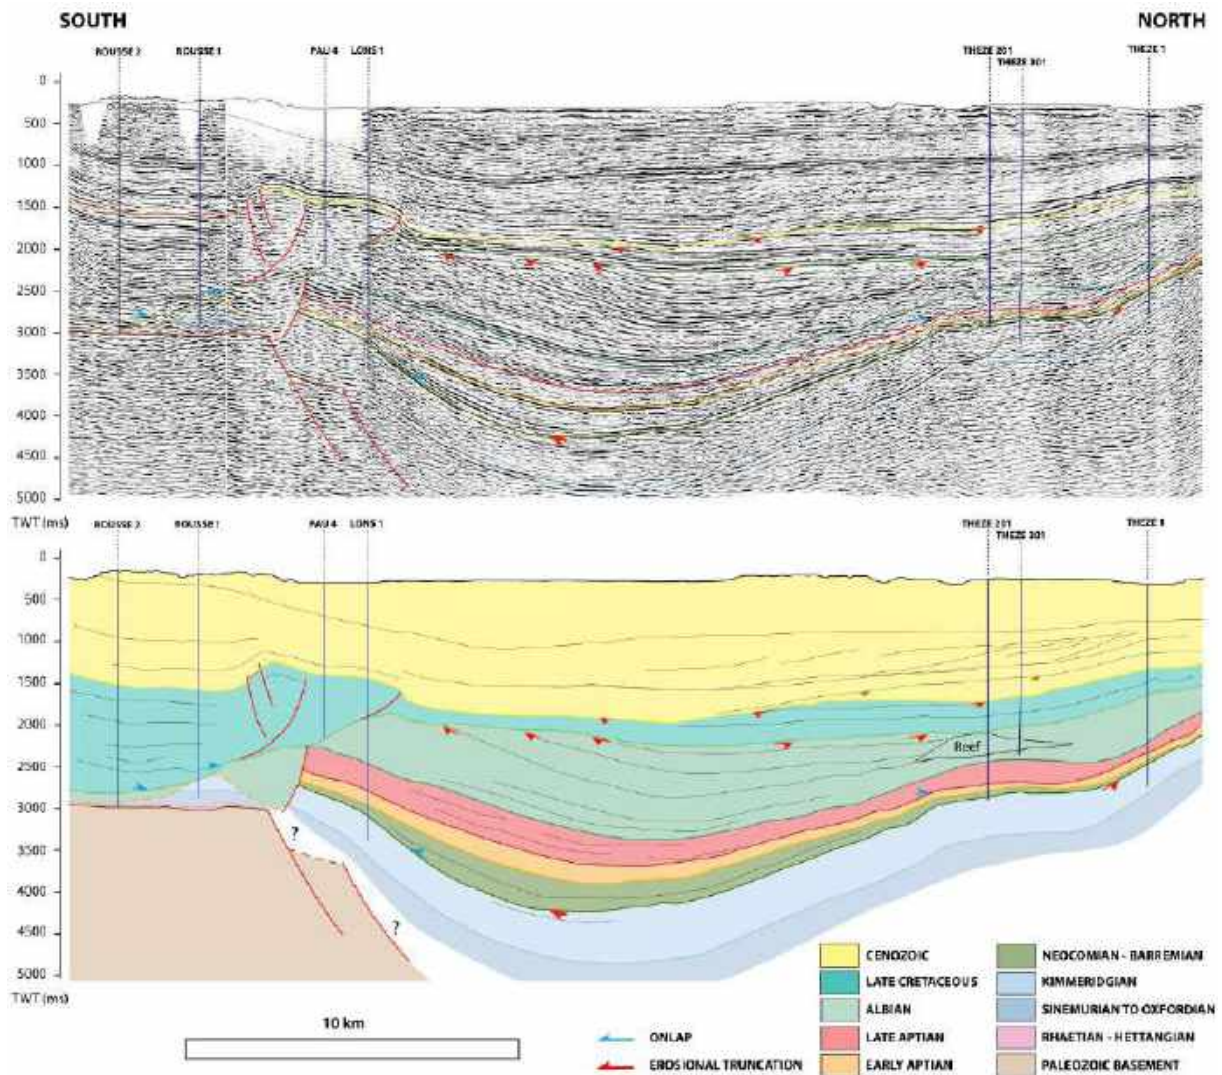 SOUTH NORTH
ROUSSE 2 ROUSSE 1 PAU 4 LONS 1 THEZE 201 THEZE 1
THEZE 301
0
500
1000
1500
2000
2500
3000
3500
4000
4500
5000
TWT (ms)
ROUSSE 2 ROUSSE 1 PAU 4 LONS 1 THEZE 201
THEZE 301
0
500
1000
1500
2000
2500
3000
3500
4000
4500
5000
TWT (ms)
Reef
?
?
10 km
ONLAP
EROSIONAL TRUNCATION
CENOZOIC
LATE CRETACEOUS
ALBIAN
LATE APTIAN
EARLY APTIAN
NEOCOMIAN - BARREMIAN
KIMMERIDGIAN
SINEMURIAN TO OXFORDIAN
RHAETIAN - HETTANGIAN
PALEOZOIC BASEMENT